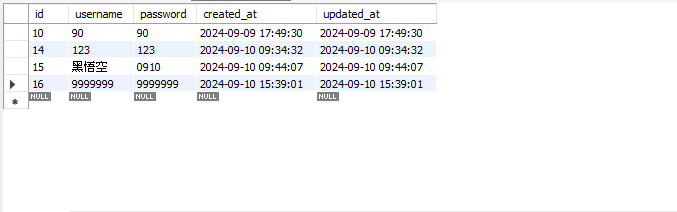 id username password created_at updated_at
10 90 90 2024-09-09 17:49:30 2024-09-09 17:49:30
14 123 123 2024-09-10 09:34:32 2024-09-10 09:34:32
15 黑悟空 0910 2024-09-10 09:44:07 2024-09-10 09:44:07
16 9999999 9999999 2024-09-10 15:39:01 2024-09-10 15:39:01
NULL NULL NULL NULL NULL